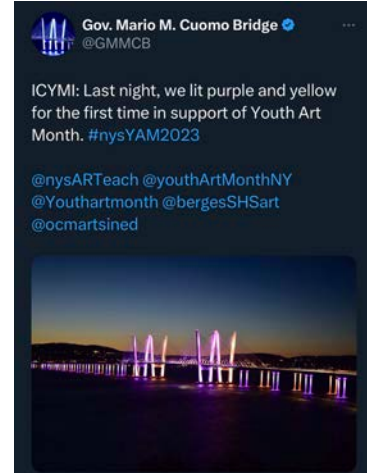 Gov. Mario M. Cuomo Bridge
@GMMCB
ICYMI: Last night, we lit purple and yellow
for the first time in support of Youth Art
Month. #nysYAM2023
@nysARTeach @youthArtMonthNY
@Youthartmonth @bergesSHSart
@ocmartsined